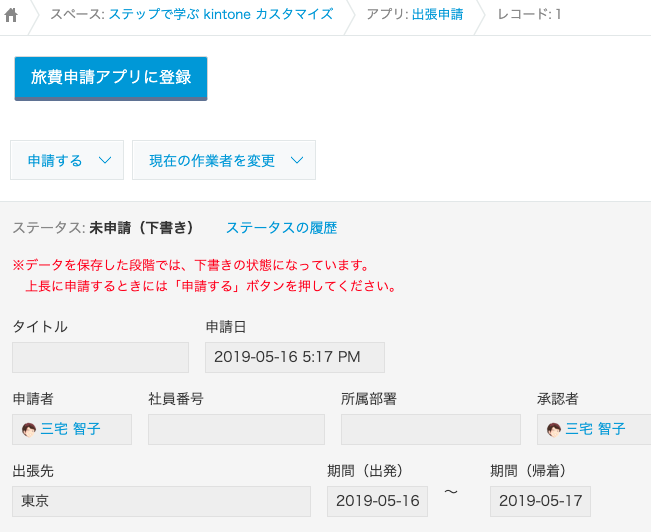 スペース: ステップで学ぶ kintone カスタマイズ アプリ: 出張申請 レコード: 1
旅費申請アプリに登録
申請する 現在の作業者を変更
ステータス: 未申請（下書き） ステータスの履歴
※データを保存した段階では、下書きの状態になっています。
上長に申請するときには「申請する」ボタンを押してください。
タイトル 申請日
2019-05-16 5:17 PM
申請者 社員番号 所属部署 承認者
三宅 智子 三宅 智子
出張先 期間（出発） 期間（帰着）
東京 2019-05-16 〜 2019-05-17